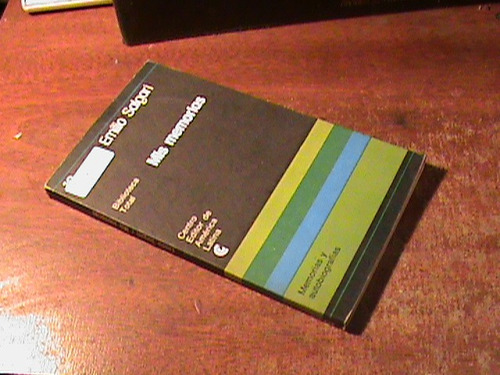 Emilio Salgari
Mis memorias
Biblioteca
Total
Centro
Editor de
América
Latina
Memorias y
autobiografías